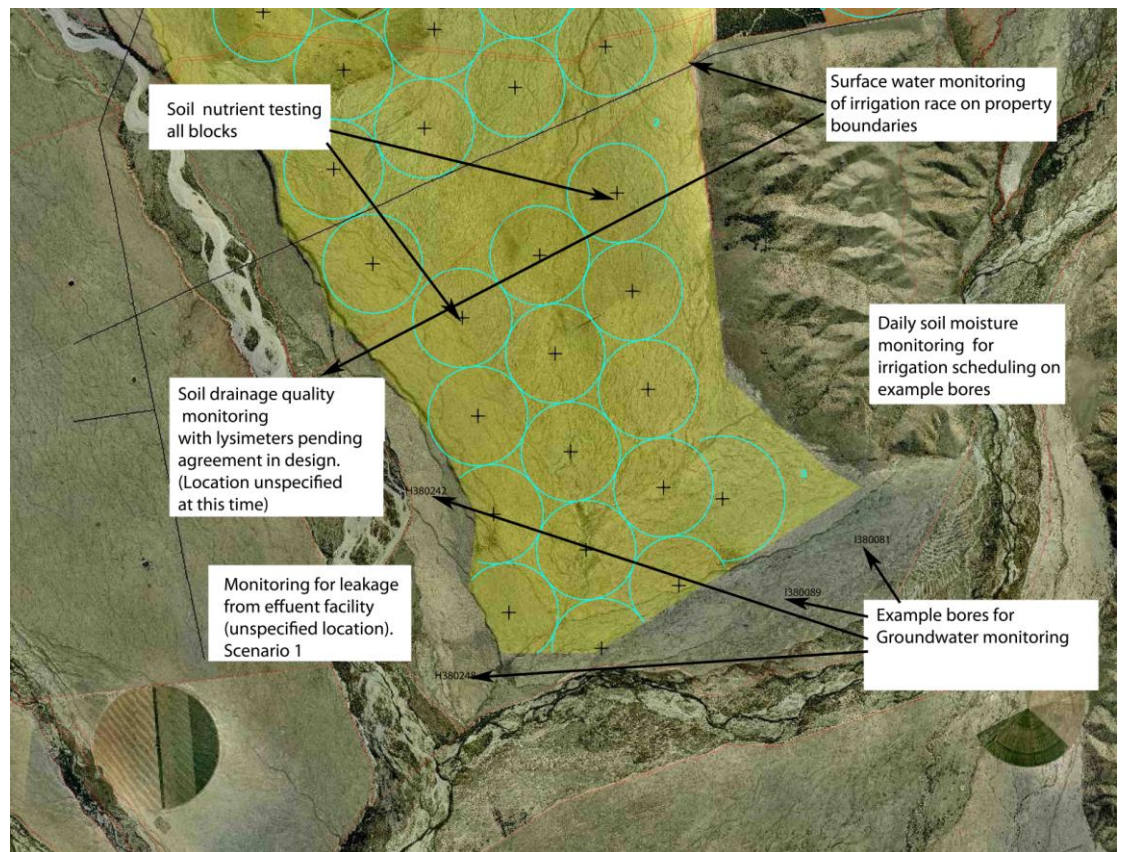 Soil nutrient testing
all blocks
Surface water monitoring
of irrigation race on property
boundaries
2
Daily soil moisture
monitoring for
irrigation scheduling on
example bores
Soil drainage quality
monitoring
with lysimeters pending
agreement in design.
(Location unspecified
at this time)
H380242
I380081
Monitoring for leakage
from effuent facility
(unspecified location).
Scenario 1
I380089
Example bores for
Groundwater monitoring
H380248